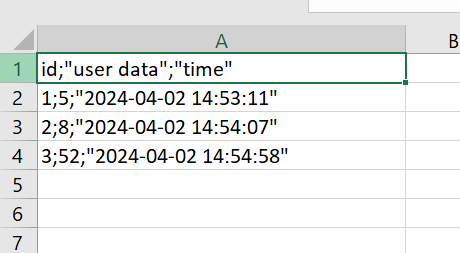 A B
1 id;"user data";"time"
2 1;5;"2024-04-02 14:53:11"
3 2;8;"2024-04-02 14:54:07"
4 3;52;"2024-04-02 14:54:58"
5
6
7